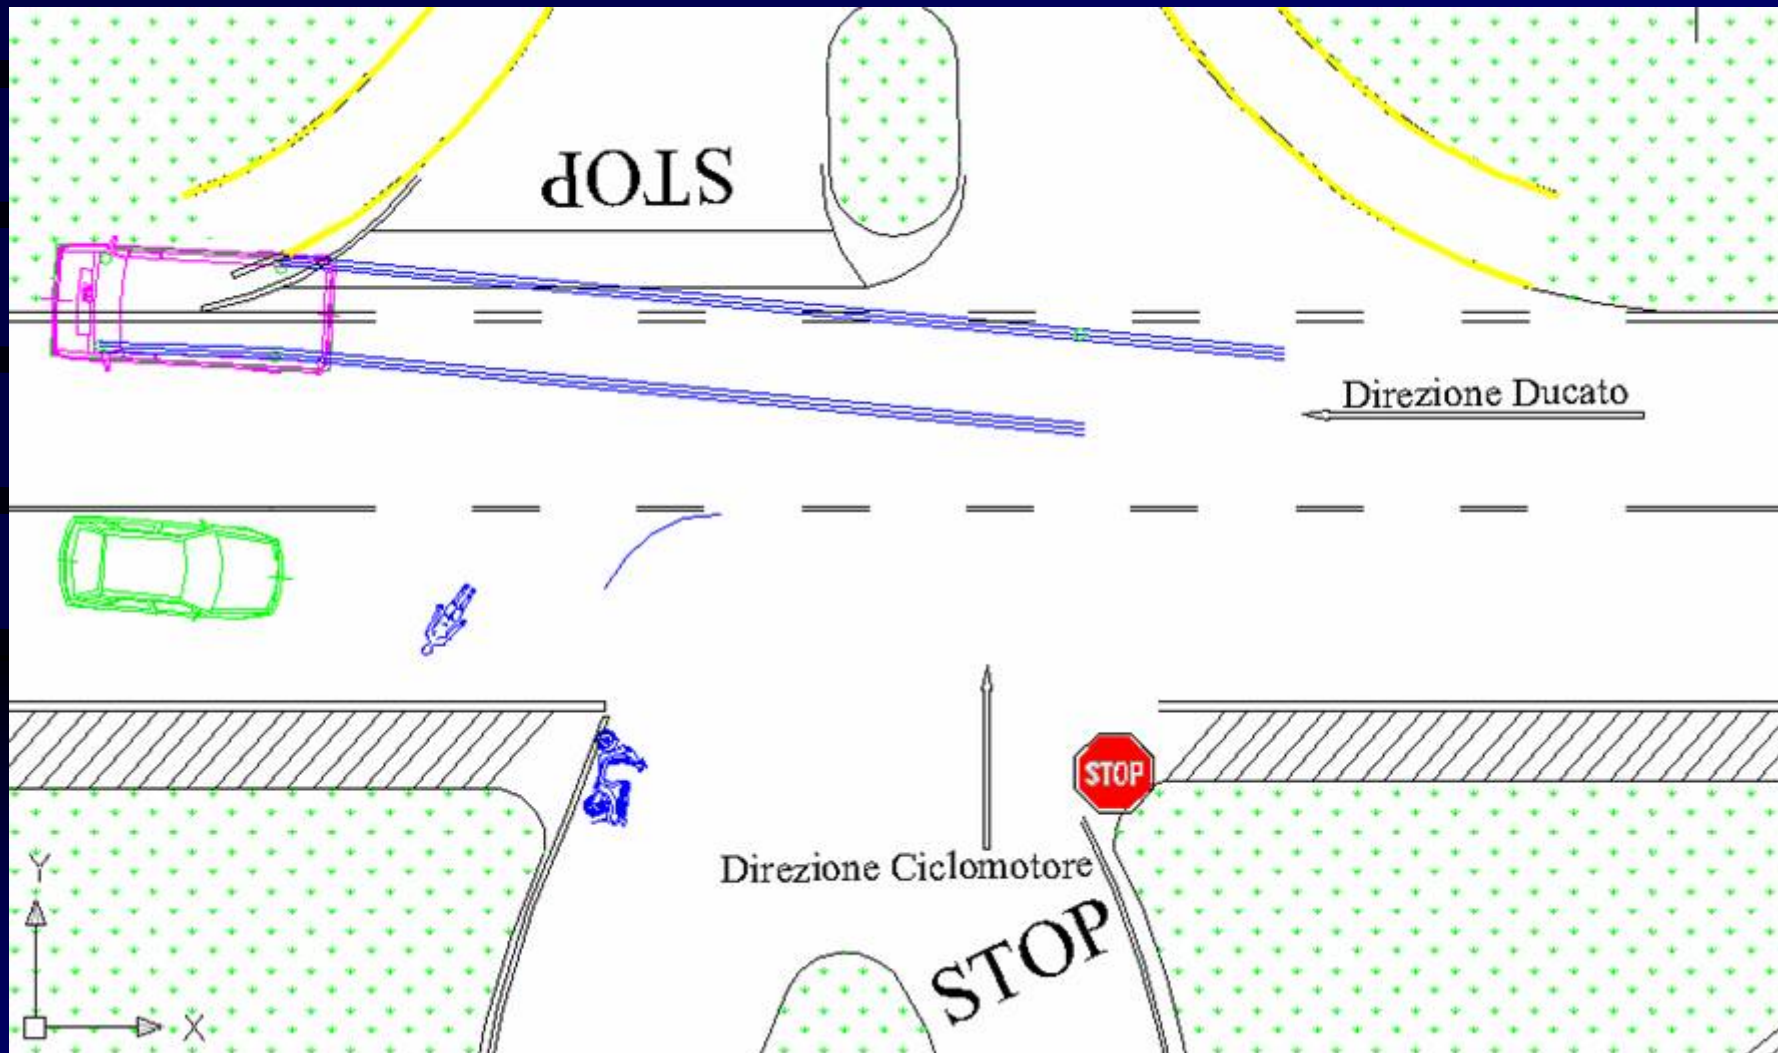 STOP
Direzione Ducato
STOP
Direzione Ciclomotore
STOP
Y
X